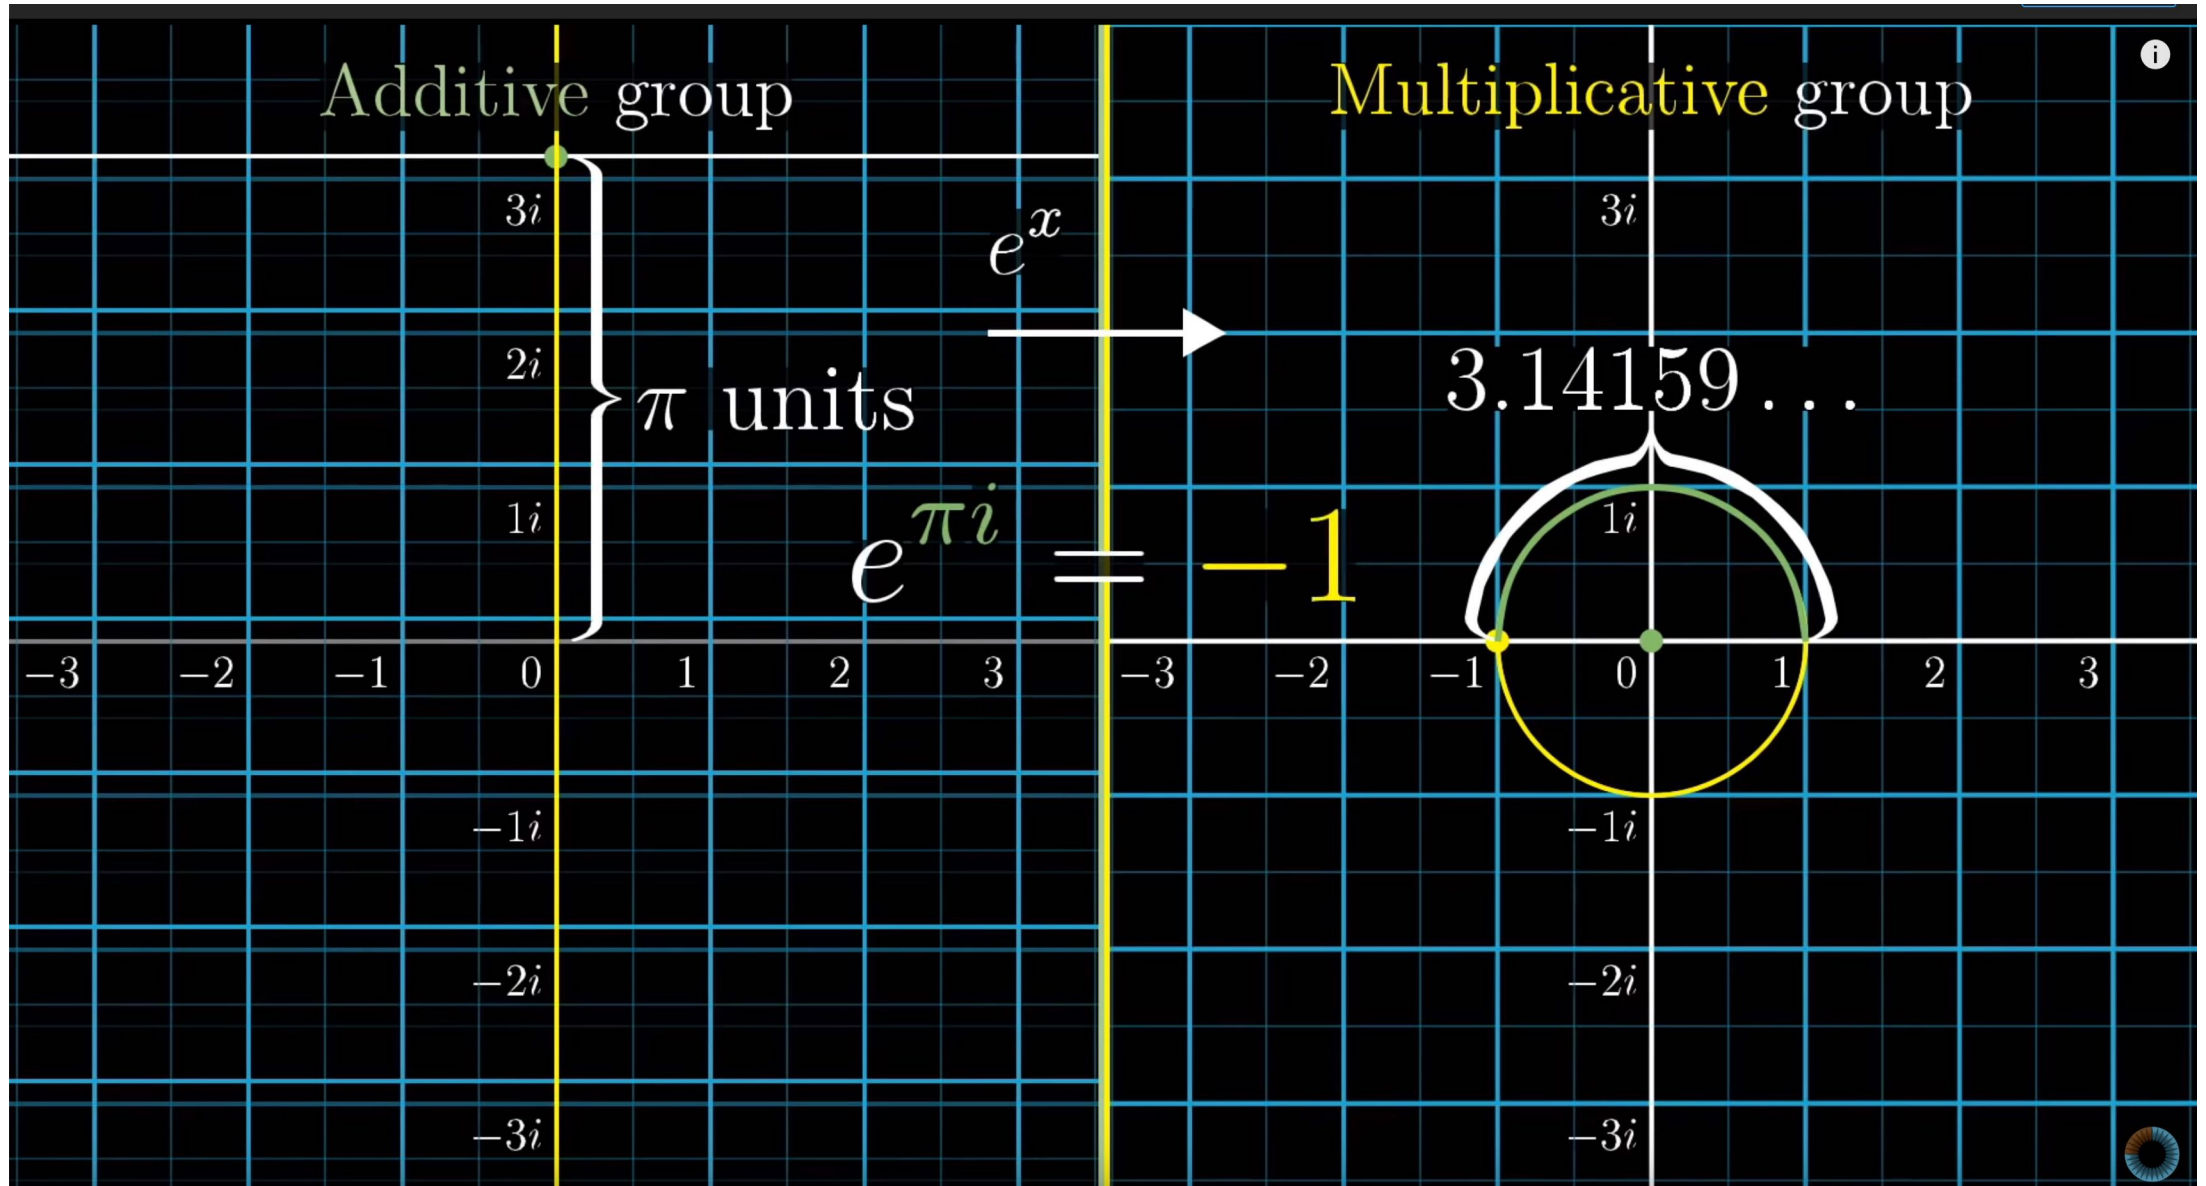 Additive group
Multiplicative group
3i
3i
eˣ
2i
π units
3.14159...
1i
1i
e^{πi} = −1
−3 −2 −1 0 1 2 3
−3 −2 −1 0 1 2 3
−1i
−1i
−2i
−2i
−3i
−3i
i